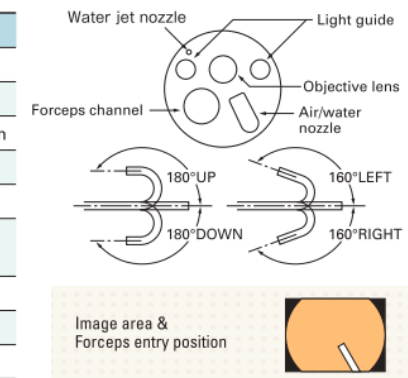 Water jet nozzle
Light guide
Objective lens
Forceps channel
Air/water
nozzle
180°UP
160°LEFT
180°DOWN
160°RIGHT
Image area &
Forceps entry position